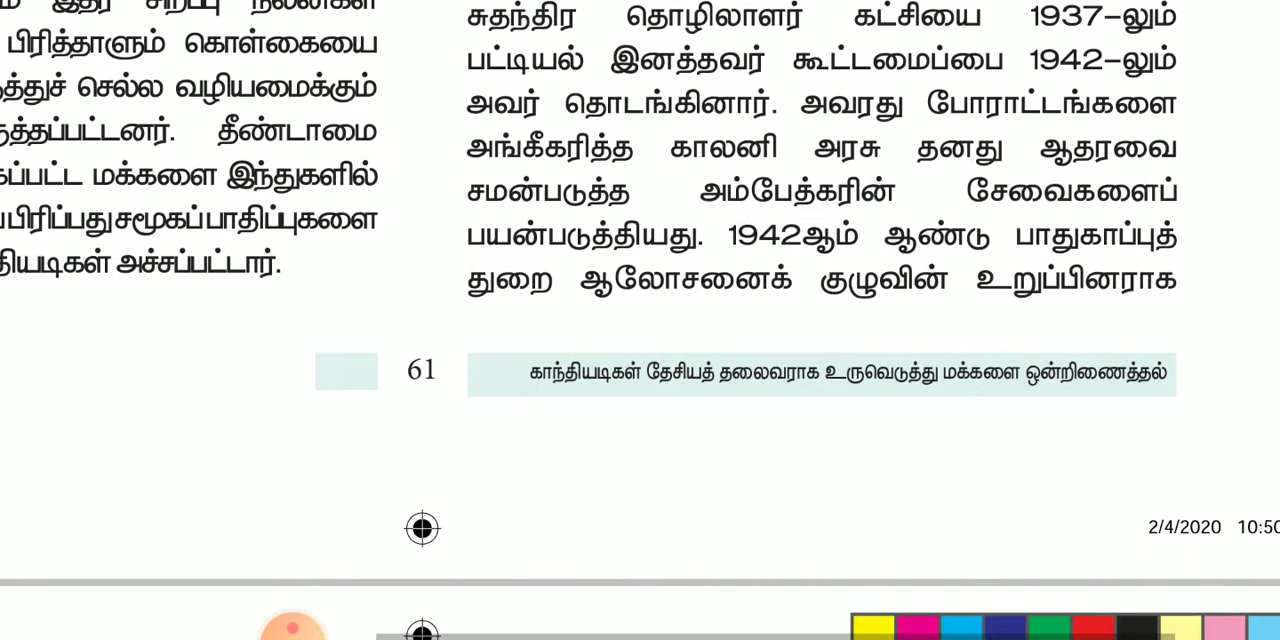 பிரித்தாளும் கொள்கையை
செல்ல வழியமைக்கும்
தீண்டாமை
மக்களை இந்துகளில்
பிரிப்பது சமூகப் பாதிப்புகளை
அச்சப்பட்டார்.
சுதந்திர தொழிலாளர் கட்சியை 1937–லும்
பட்டியல் இனத்தவர் கூட்டமைப்பை 1942–லும்
அவர் தொடங்கினார். அவரது போராட்டங்களை
அங்கீகரித்த காலனி அரசு தனது ஆதரவை
சமன்படுத்த அம்பேத்கரின் சேவைகளைப்
பயன்படுத்தியது. 1942ஆம் ஆண்டு பாதுகாப்புத்
துறை ஆலோசனைக் குழுவின் உறுப்பினராக
61
காந்தியடிகள் தேசியத் தலைவராக உருவெடுத்து மக்களை ஒன்றிணைத்தல்
2/4/2020